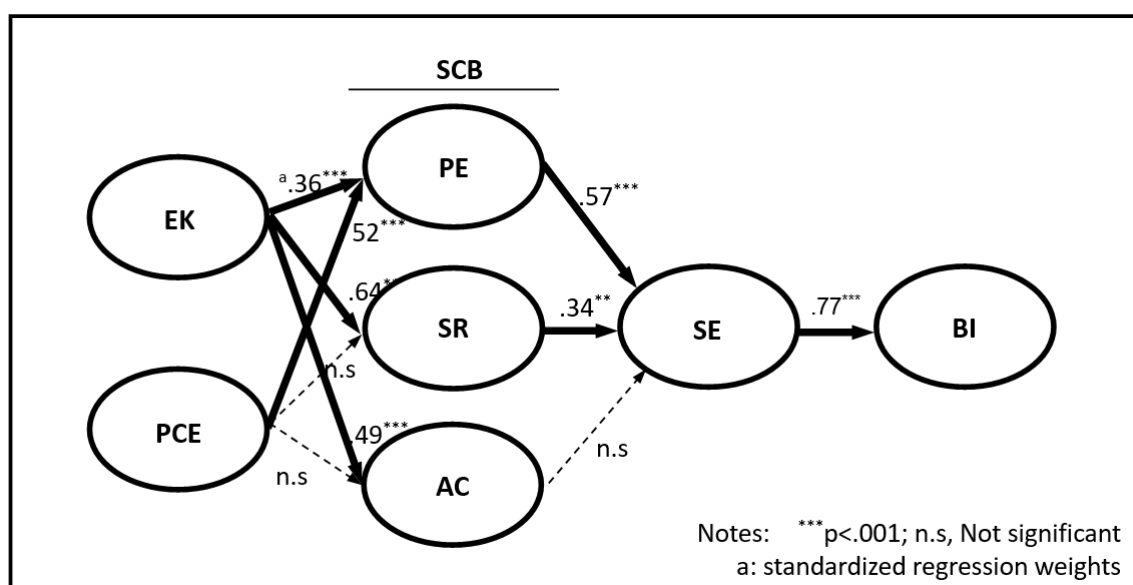 SCB
PE
EK
a.36***
52***
.57***
.64**
SR
.34**
SE
.77***
BI
n.s
PCE
.49***
n.s
AC
n.s
Notes: ***p<.001; n.s, Not significant
a: standardized regression weights